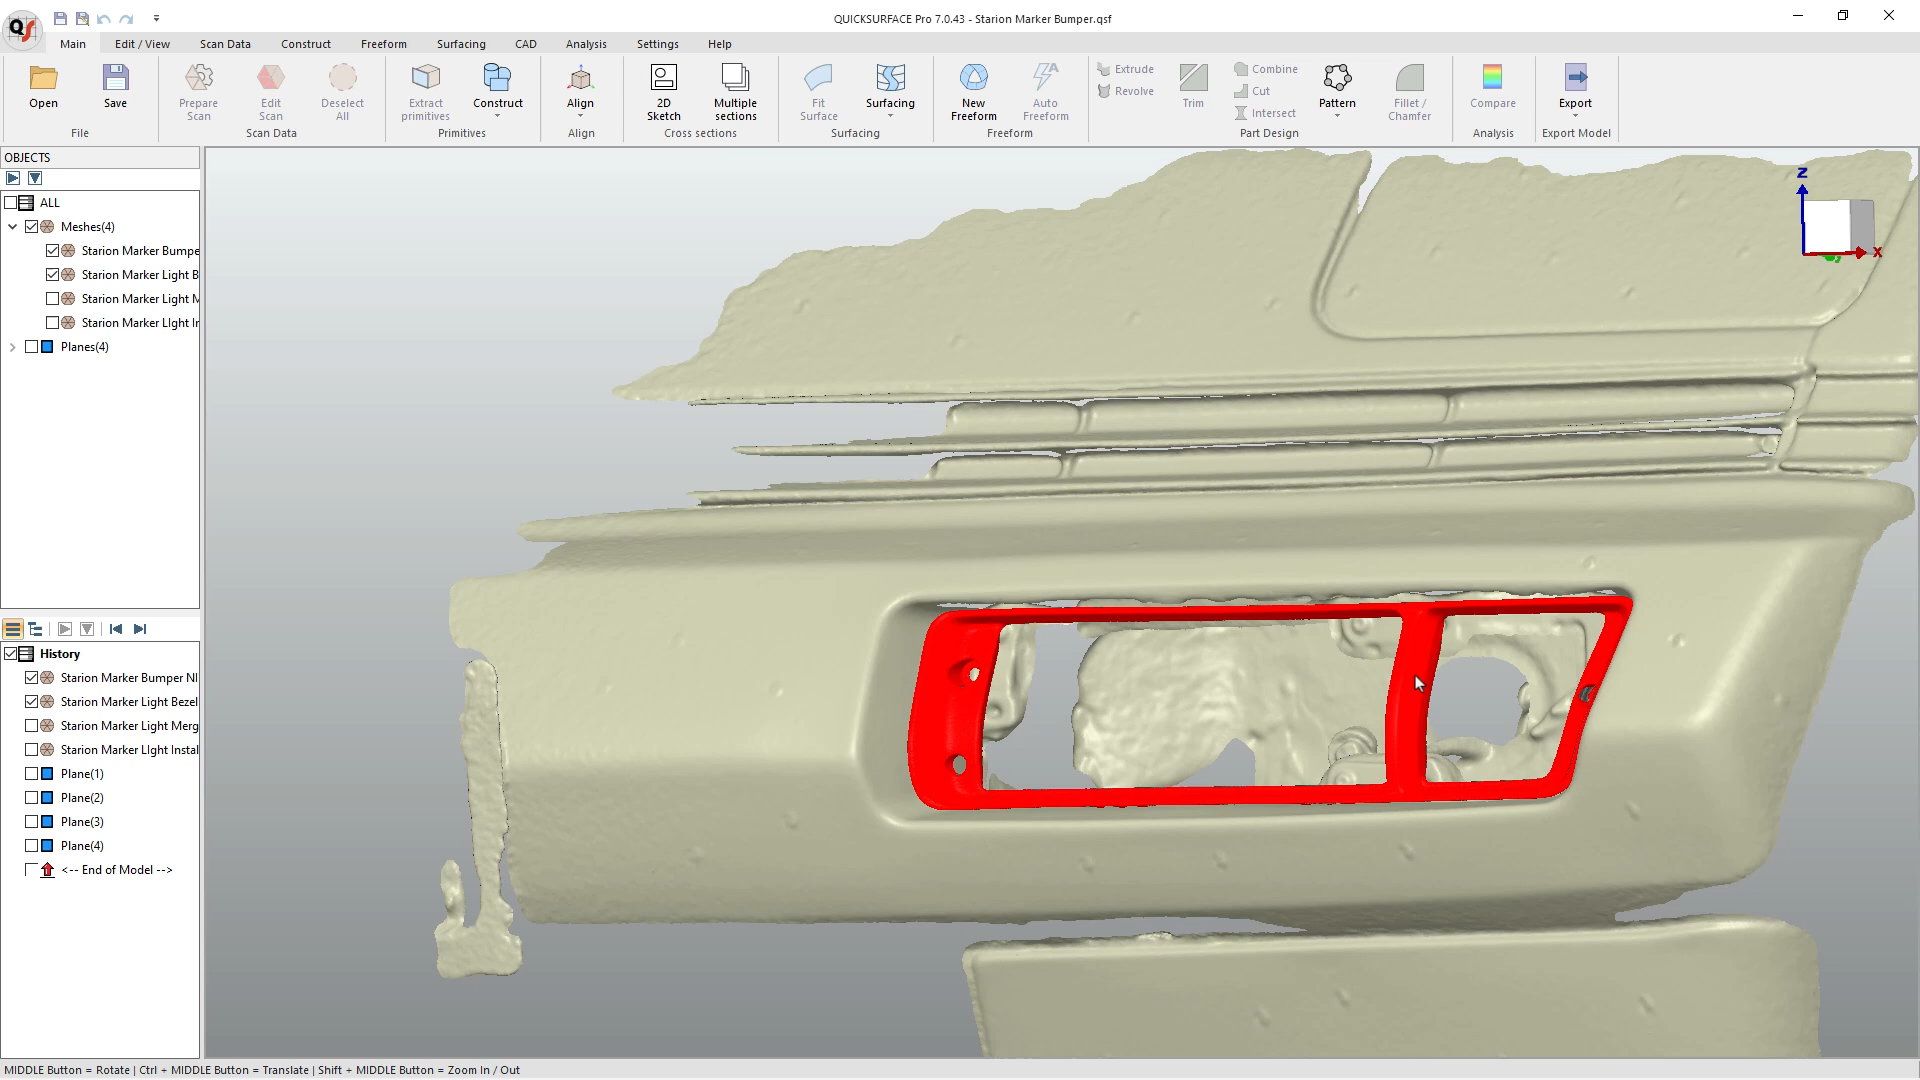 QUICKSURFACE Pro 7.0.43 - Starion Marker Bumper.qsf
QS
Main Edit / View Scan Data Construct Freeform Surfacing CAD Analysis Settings Help
Open
Save
File
Prepare Scan
Edit Scan
Deselect All
Scan Data
Extract primitives
Construct
Primitives
Align
Align
2D Sketch
Multiple sections
Cross sections
Fit Surface
Surfacing
Surfacing
New Freeform
Auto Freeform
Freeform
Extrude
Revolve
Trim
Combine
Cut
Intersect
Pattern
Fillet / Chamfer
Part Design
Compare
Analysis
Export
Export Model
OBJECTS
ALL
Meshes(4)
Starion Marker Bumpe
Starion Marker Light B
Starion Marker Light M
Starion Marker LIght In
Planes(4)
History
Starion Marker Bumper NI
Starion Marker Light Bezel
Starion Marker Light Merg
Starion Marker LIght Instal
Plane(1)
Plane(2)
Plane(3)
Plane(4)
<-- End of Model -->
Z
X
MIDDLE Button = Rotate | Ctrl + MIDDLE Button = Translate | Shift + MIDDLE Button = Zoom In / Out